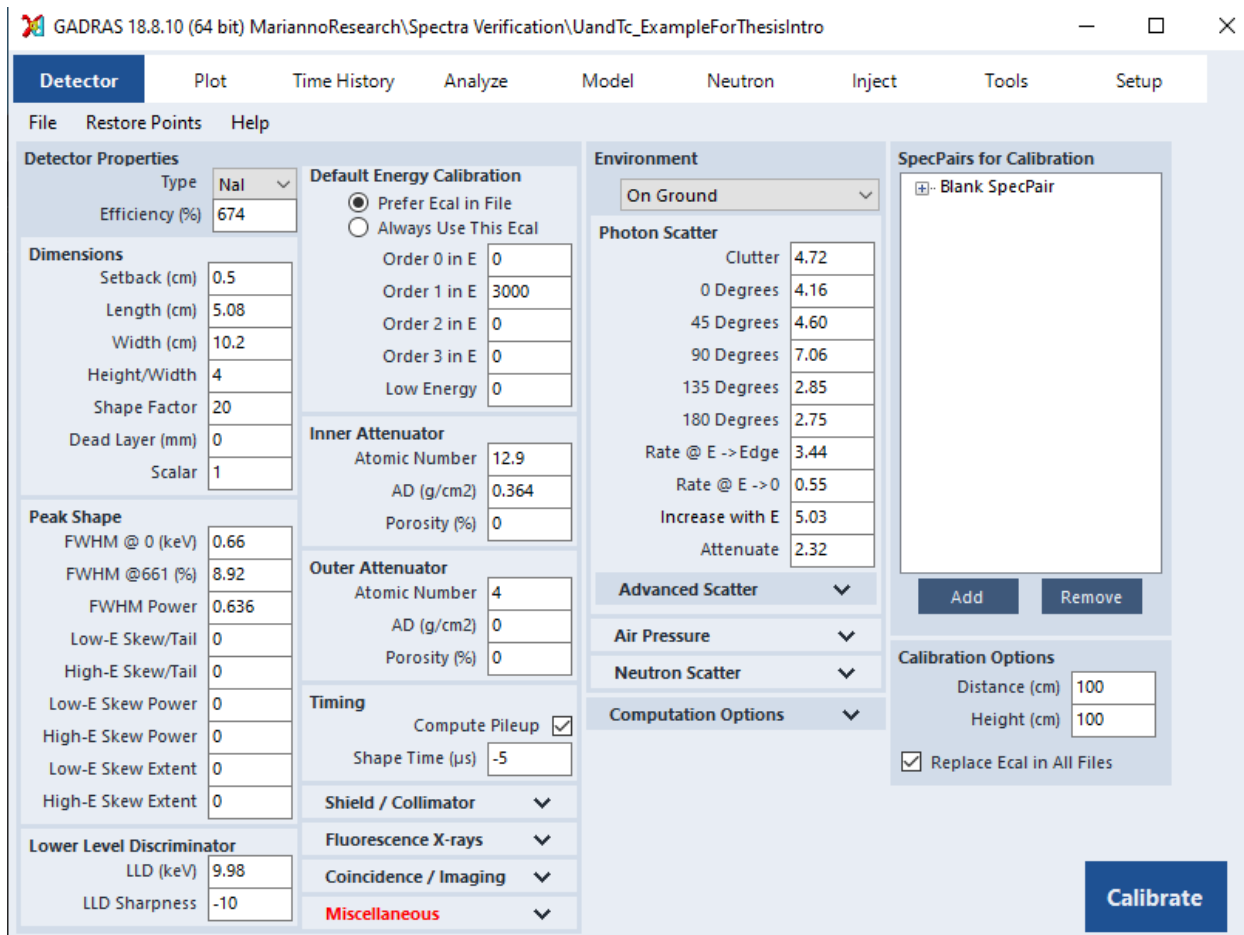 GADRAS 18.8.10 (64 bit) MariannoResearch\Spectra Verification\UandTc_ExampleForThesisIntro
Detector Plot Time History Analyze Model Neutron Inject Tools Setup
File Restore Points Help
Detector Properties
Type NaI
Efficiency (%) 674
Dimensions
Setback (cm) 0.5
Length (cm) 5.08
Width (cm) 10.2
Height/Width 4
Shape Factor 20
Dead Layer (mm) 0
Scalar 1
Peak Shape
FWHM @ 0 (keV) 0.66
FWHM @661 (%) 8.92
FWHM Power 0.636
Low-E Skew/Tail 0
High-E Skew/Tail 0
Low-E Skew Power 0
High-E Skew Power 0
Low-E Skew Extent 0
High-E Skew Extent 0
Lower Level Discriminator
LLD (keV) 9.98
LLD Sharpness -10
Default Energy Calibration
Prefer Ecal in File
Always Use This Ecal
Order 0 in E 0
Order 1 in E 3000
Order 2 in E 0
Order 3 in E 0
Low Energy 0
Inner Attenuator
Atomic Number 12.9
AD (g/cm2) 0.364
Porosity (%) 0
Outer Attenuator
Atomic Number 4
AD (g/cm2) 0
Porosity (%) 0
Timing
Compute Pileup
Shape Time (µs) -5
Shield / Collimator
Fluorescence X-rays
Coincidence / Imaging
Miscellaneous
Environment
On Ground
Photon Scatter
Clutter 4.72
0 Degrees 4.16
45 Degrees 4.60
90 Degrees 7.06
135 Degrees 2.85
180 Degrees 2.75
Rate @ E ->Edge 3.44
Rate @ E ->0 0.55
Increase with E 5.03
Attenuate 2.32
Advanced Scatter
Air Pressure
Neutron Scatter
Computation Options
SpecPairs for Calibration
Blank SpecPair
Add Remove
Calibration Options
Distance (cm) 100
Height (cm) 100
Replace Ecal in All Files
Calibrate